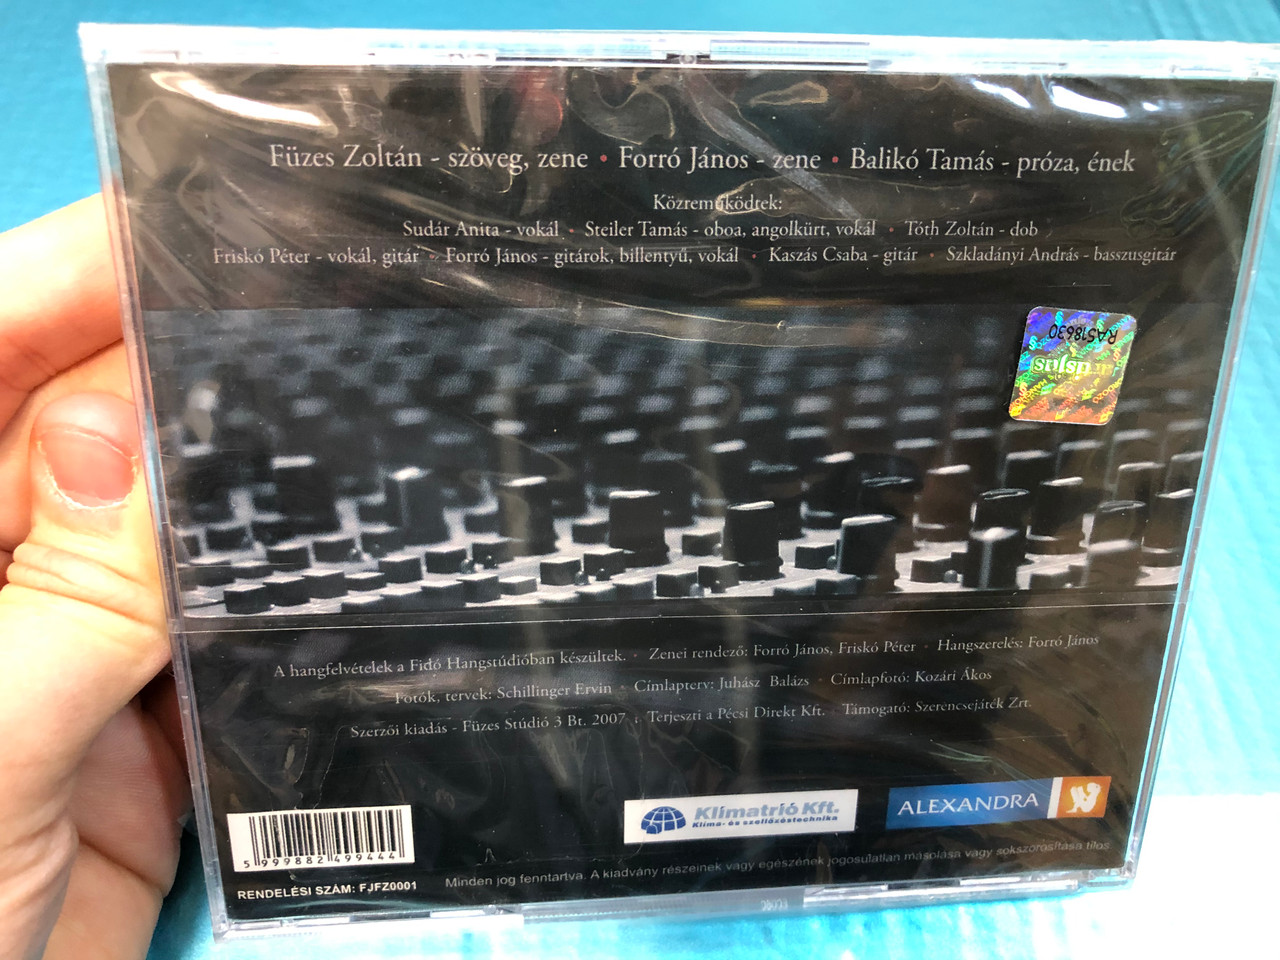 Füzes Zoltán - szöveg, zene • Forró János - zene • Balikó Tamás - próza, ének
Közreműködtek:
Sudár Anita - vokál • Steiler Tamás - oboa, angolkürt, vokál • Tóth Zoltán - dob
Friskó Péter - vokál, gitár • Forró János - gitárok, billentyű, vokál • Kaszás Csaba - gitár • Szkladányi András - basszusgitár
RA518630
A hangfelvételek a Fidó Hangstúdióban készültek. • Zenei rendező: Forró János, Friskó Péter • Hangszerelés: Forró János
Fotók, tervek: Schillinger Ervin • Címlapterv: Juhász Balázs • Címlapfotó: Kozári Ákos
Szerzői kiadás - Füzes Stúdió 3 Bt. 2007 • Terjeszti a Pécsi Direkt Kft. • Támogató: Szerencsejáték Zrt.
Klímatrió Kft.
Klíma- és szellőzéstechnika
ALEXANDRA
5 999882 499444
RENDELÉSI SZÁM: FJFZ0001
Minden jog fenntartva. A kiadvány részeinek vagy egészének jogosulatlan másolása vagy sokszorosítása tilos.